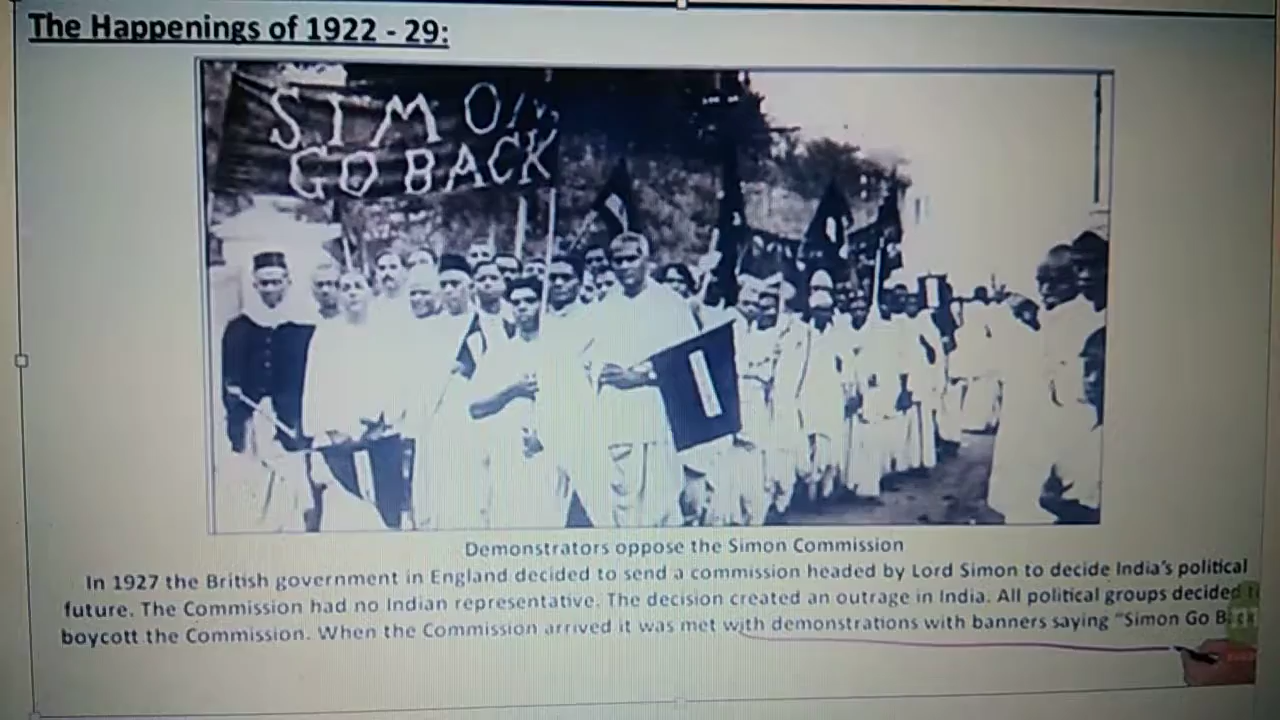 The Happenings of 1922 - 29:
SIMON
GO BACK
Demonstrators oppose the Simon Commission
In 1927 the British government in England decided to send a commission headed by Lord Simon to decide India's political
future. The Commission had no Indian representative. The decision created an outrage in India. All political groups decided
boycott the Commission. When the Commission arrived it was met with demonstrations with banners saying "Simon Go Back